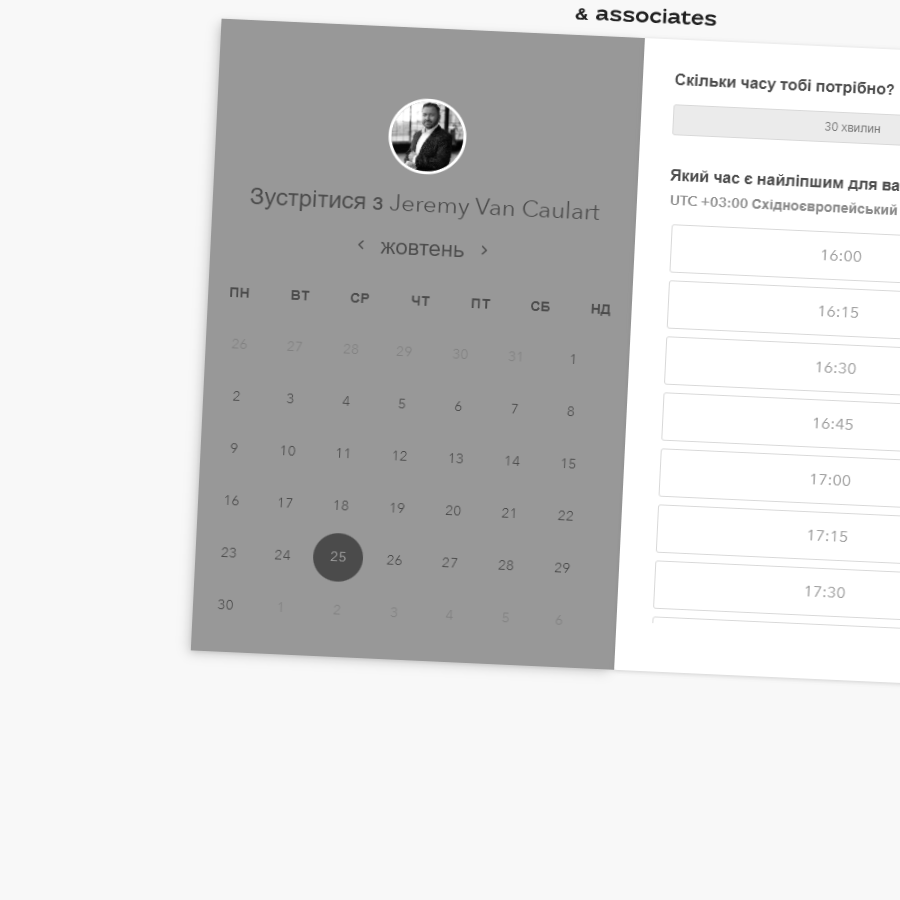 & associates
Зустрітися з Jeremy Van Caulart
‹ жовтень ›
ПН ВТ СР ЧТ ПТ СБ НД
26 27 28 29 30 31 1
2 3 4 5 6 7 8
9 10 11 12 13 14 15
16 17 18 19 20 21 22
23 24 25 26 27 28 29
30 1 2 3 4 5 6
Скільки часу тобі потрібно?
30 хвилин
Який час є найліпшим для
UTC +03:00 Східноєвропейський
16:00
16:15
16:30
16:45
17:00
17:15
17:30